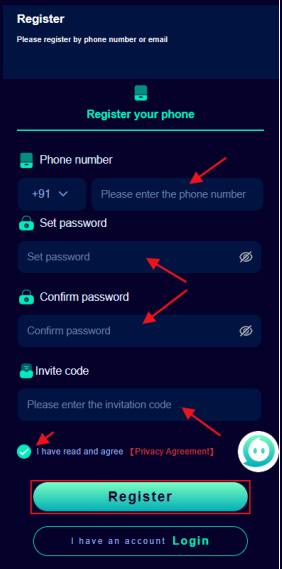 Register
Please register by phone number or email
Register your phone
Phone number
+91 Please enter the phone number
Set password
Set password
Confirm password
Confirm password
Invite code
Please enter the invitation code
I have read and agree 【Privacy Agreement】
Register
I have an account Login